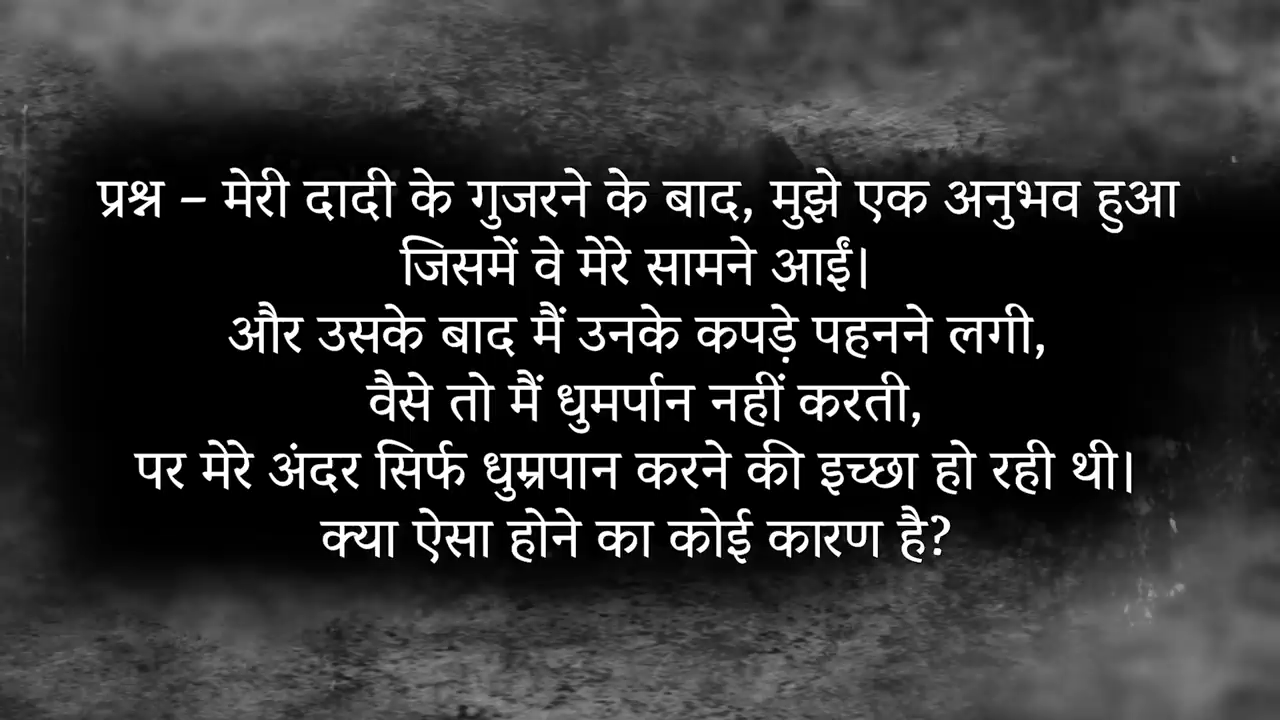 प्रश्न – मेरी दादी के गुजरने के बाद, मुझे एक अनुभव हुआ
जिसमें वे मेरे सामने आईं।
और उसके बाद मैं उनके कपड़े पहनने लगी,
वैसे तो मैं धुमर्पान नहीं करती,
पर मेरे अंदर सिर्फ धुम्रपान करने की इच्छा हो रही थी।
क्या ऐसा होने का कोई कारण है?